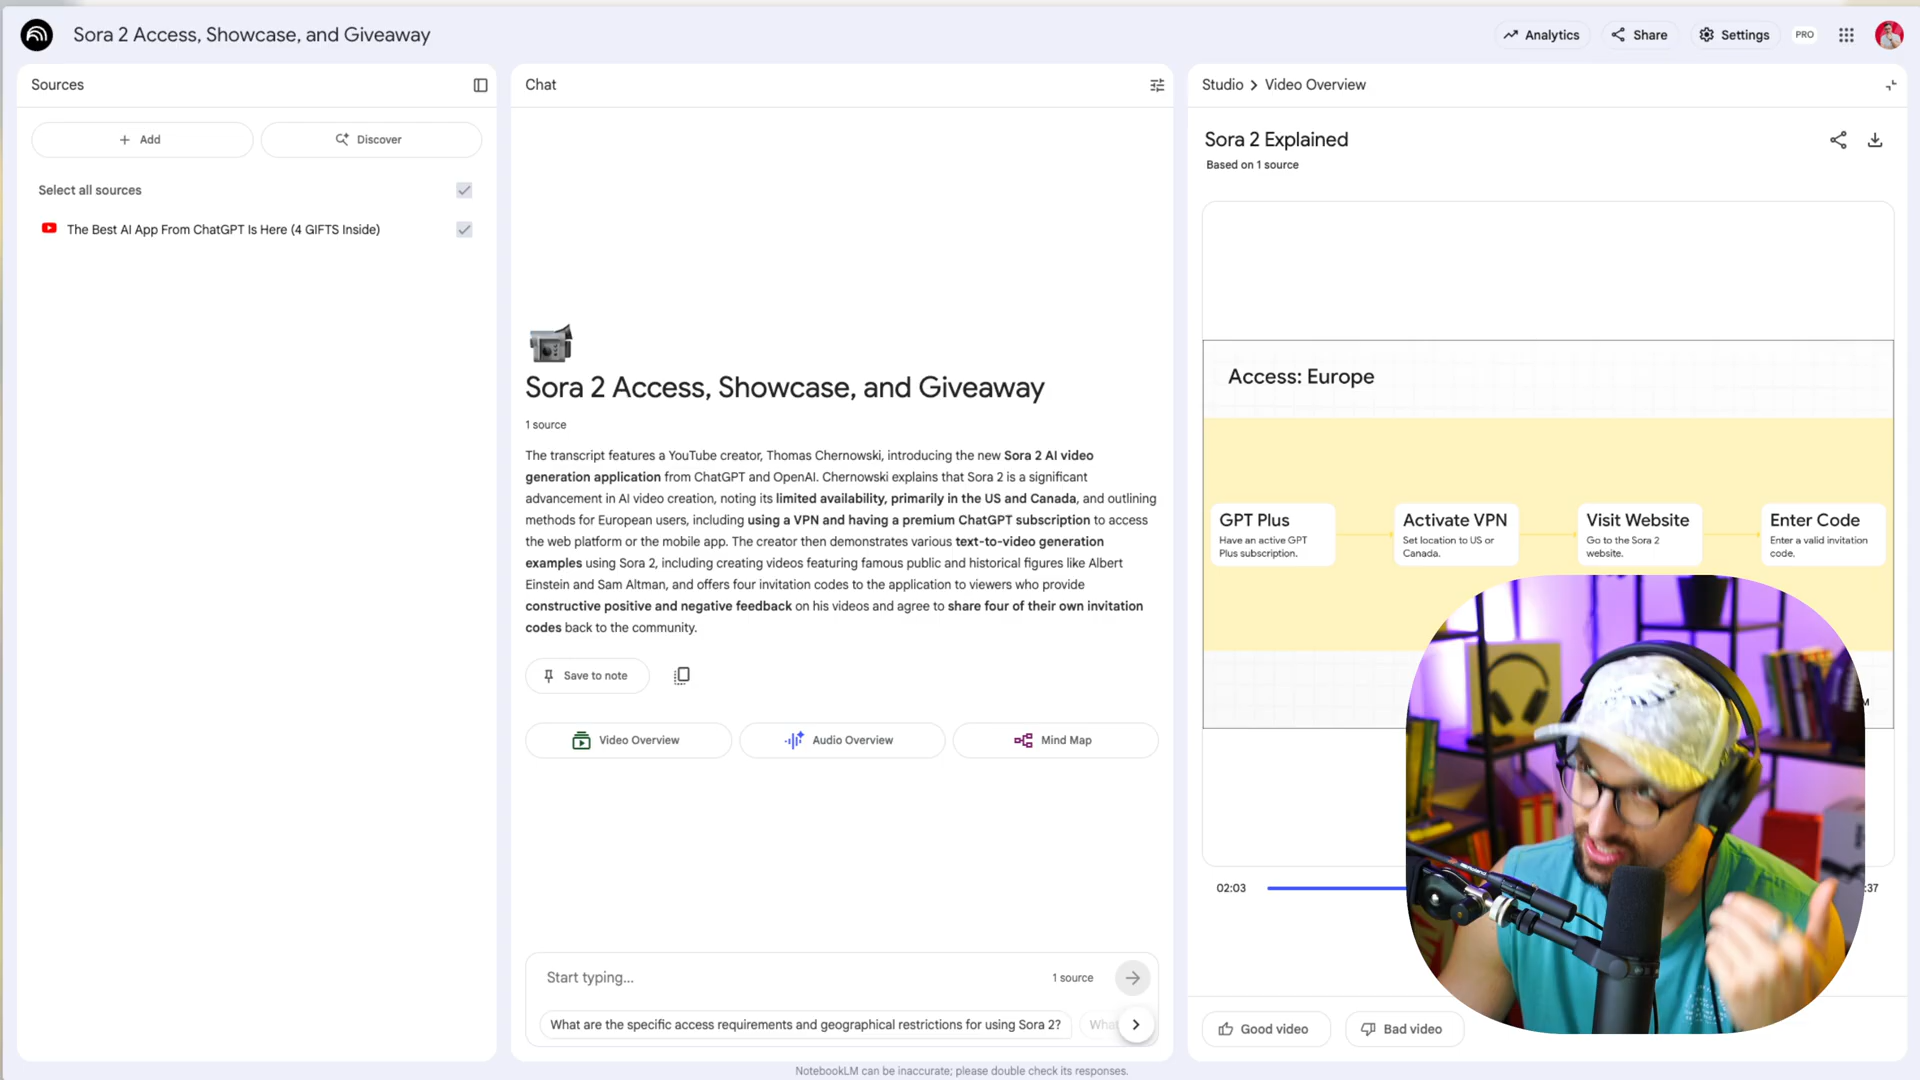 Sora 2 Access, Showcase, and Giveaway
Analytics
Share
Settings
PRO
Sources
Add
Discover
Select all sources
The Best AI App From ChatGPT Is Here (4 GIFTS Inside)
Chat
Sora 2 Access, Showcase, and Giveaway
1 source
The transcript features a YouTube creator, Thomas Chernowski, introducing the new Sora 2 AI video
generation application from ChatGPT and OpenAI. Chernowski explains that Sora 2 is a significant
advancement in AI video creation, noting its limited availability, primarily in the US and Canada, and outlining
methods for European users, including using a VPN and having a premium ChatGPT subscription to access
the web platform or the mobile app. The creator then demonstrates various text-to-video generation
examples using Sora 2, including creating videos featuring famous public and historical figures like Albert
Einstein and Sam Altman, and offers four invitation codes to the application to viewers who provide
constructive positive and negative feedback on his videos and agree to share four of their own invitation
codes back to the community.
Save to note
Video Overview
Audio Overview
Mind Map
Start typing...
1 source
What are the specific access requirements and geographical restrictions for using Sora 2?
Studio > Video Overview
Sora 2 Explained
Based on 1 source
Access: Europe
GPT Plus
Have an active GPT
Plus subscription.
Activate VPN
Set location to US or
Canada.
Visit Website
Go to the Sora 2
website.
Enter Code
Enter a valid invitation
code.
02:03
:37
Good video
Bad video
NotebookLM can be inaccurate; please double check its responses.